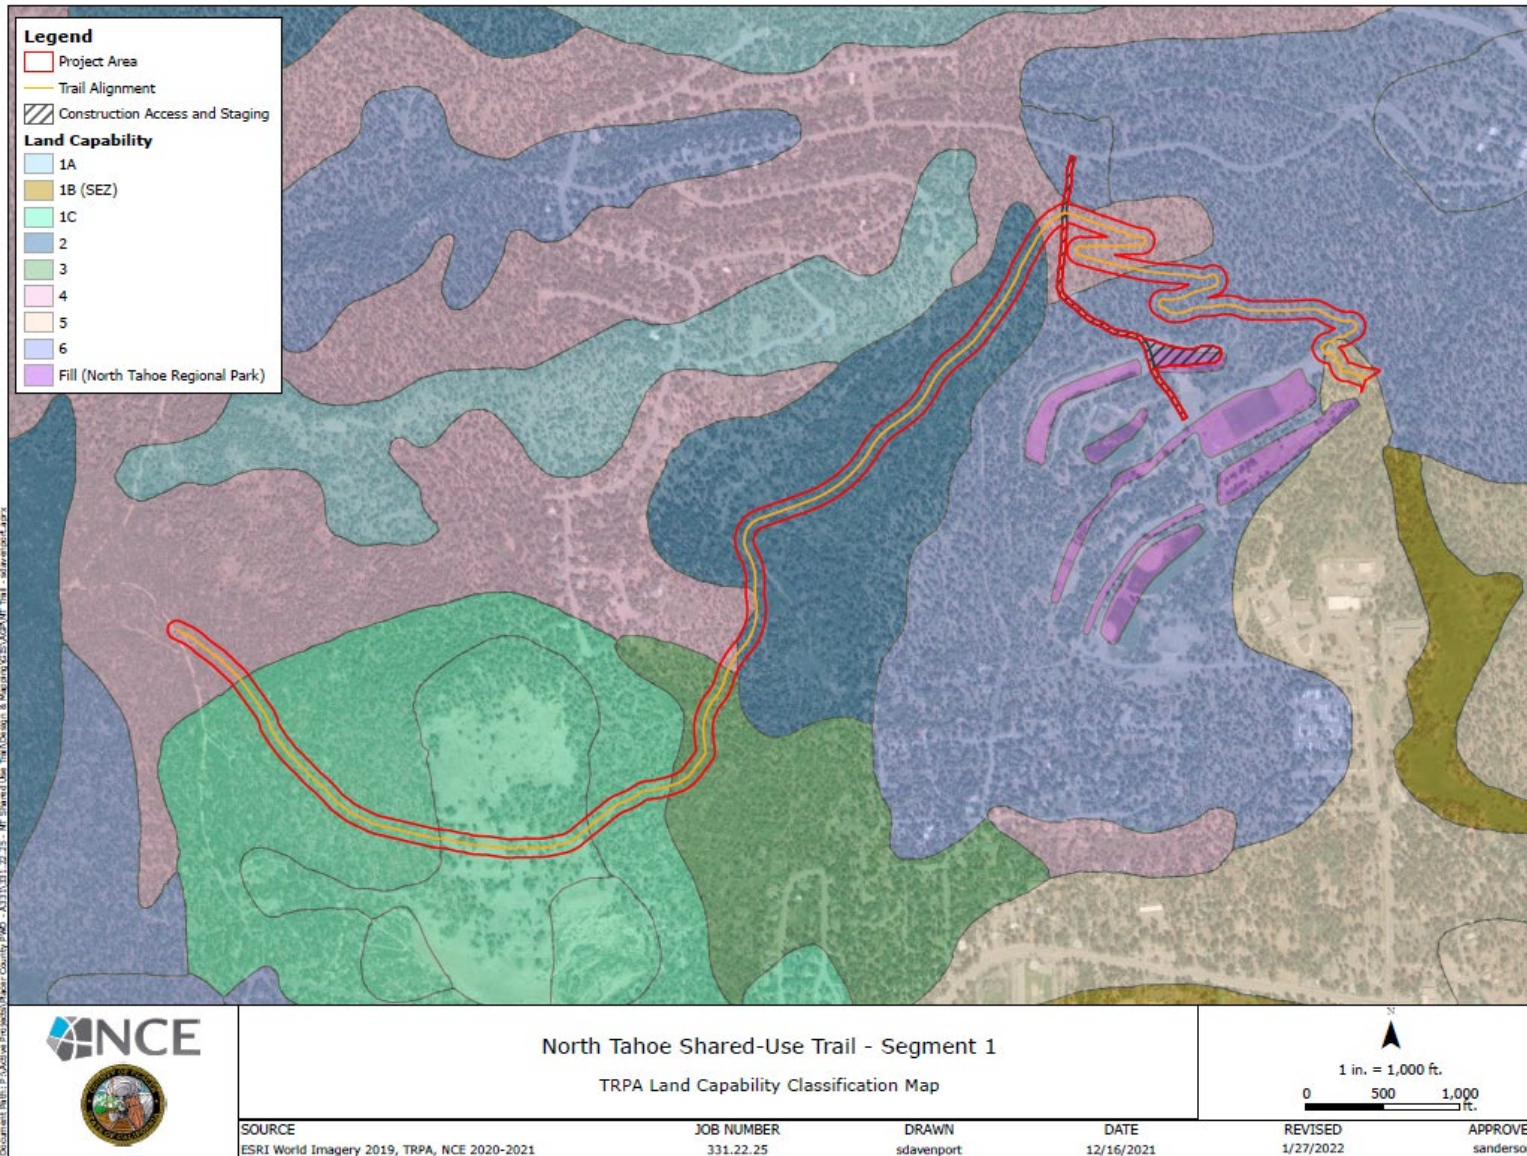 Legend
Project Area
Trail Alignment
Construction Access and Staging
Land Capability
1A
1B (SEZ)
1C
2
3
4
5
6
Fill (North Tahoe Regional Park)
NCE
North Tahoe Shared-Use Trail - Segment 1
TRPA Land Capability Classification Map
N
1 in. = 1,000 ft.
0 500 1,000
ft.
SOURCE JOB NUMBER DRAWN DATE REVISED APPROVE
ESRI World Imagery 2019, TRPA, NCE 2020-2021 331.22.25 sdavenport 12/16/2021 1/27/2022 sanderson